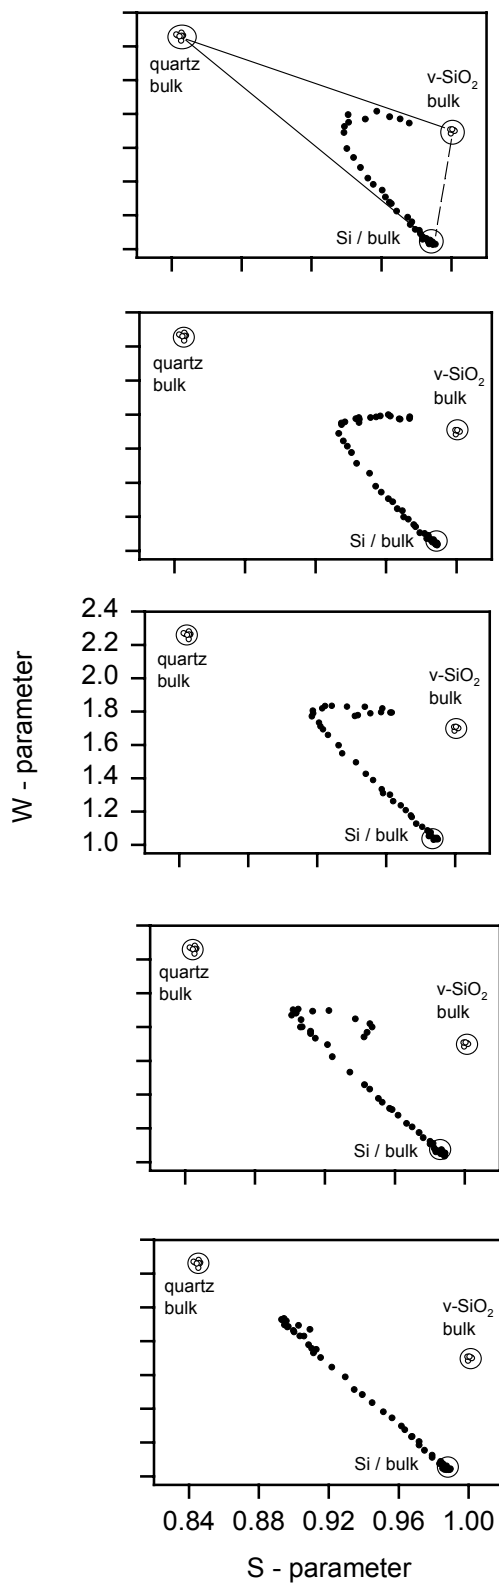 quartz
bulk
v-SiO₂
bulk
Si / bulk
quartz
bulk
v-SiO₂
bulk
Si / bulk
W - parameter
2.4
2.2
2.0
1.8
1.6
1.4
1.2
1.0
quartz
bulk
v-SiO₂
bulk
Si / bulk
quartz
bulk
v-SiO₂
bulk
Si / bulk
quartz
bulk
v-SiO₂
bulk
Si / bulk
0.84 0.88 0.92 0.96 1.00
S - parameter